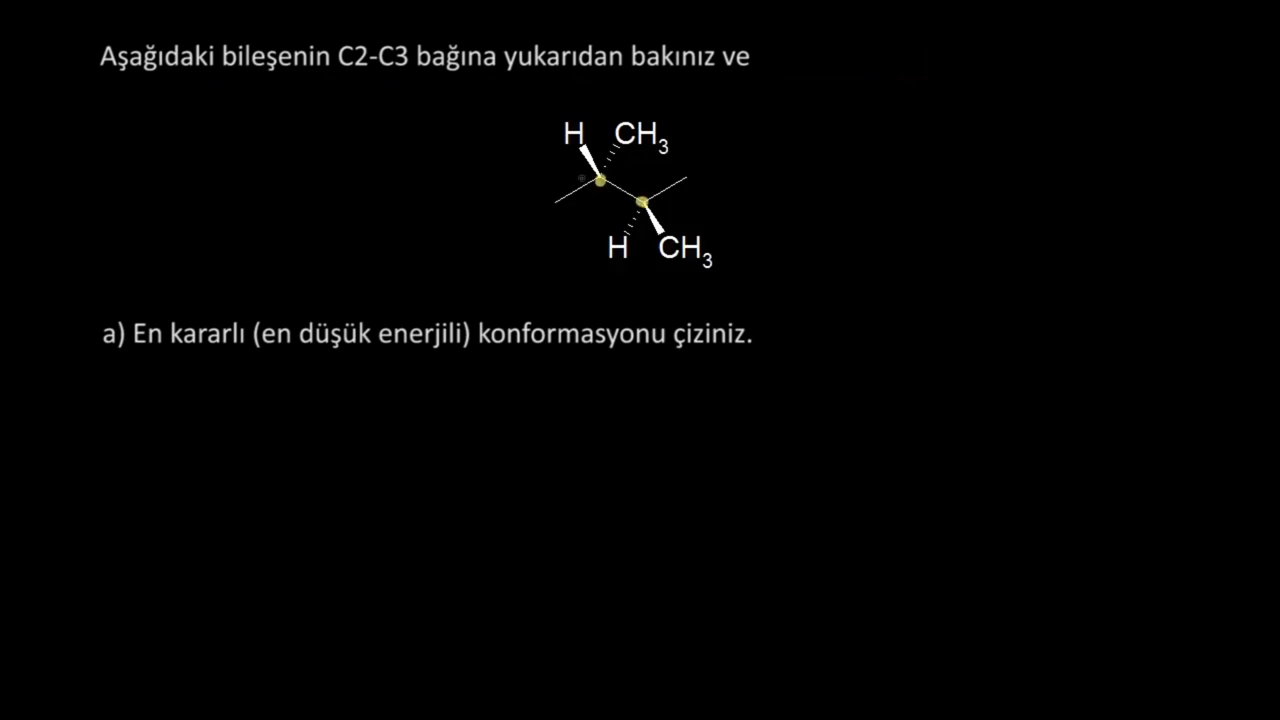 Aşağıdaki bileşenin C2-C3 bağına yukarıdan bakınız ve
H CH₃
H CH₃
a) En kararlı (en düşük enerjili) konformasyonu çiziniz.